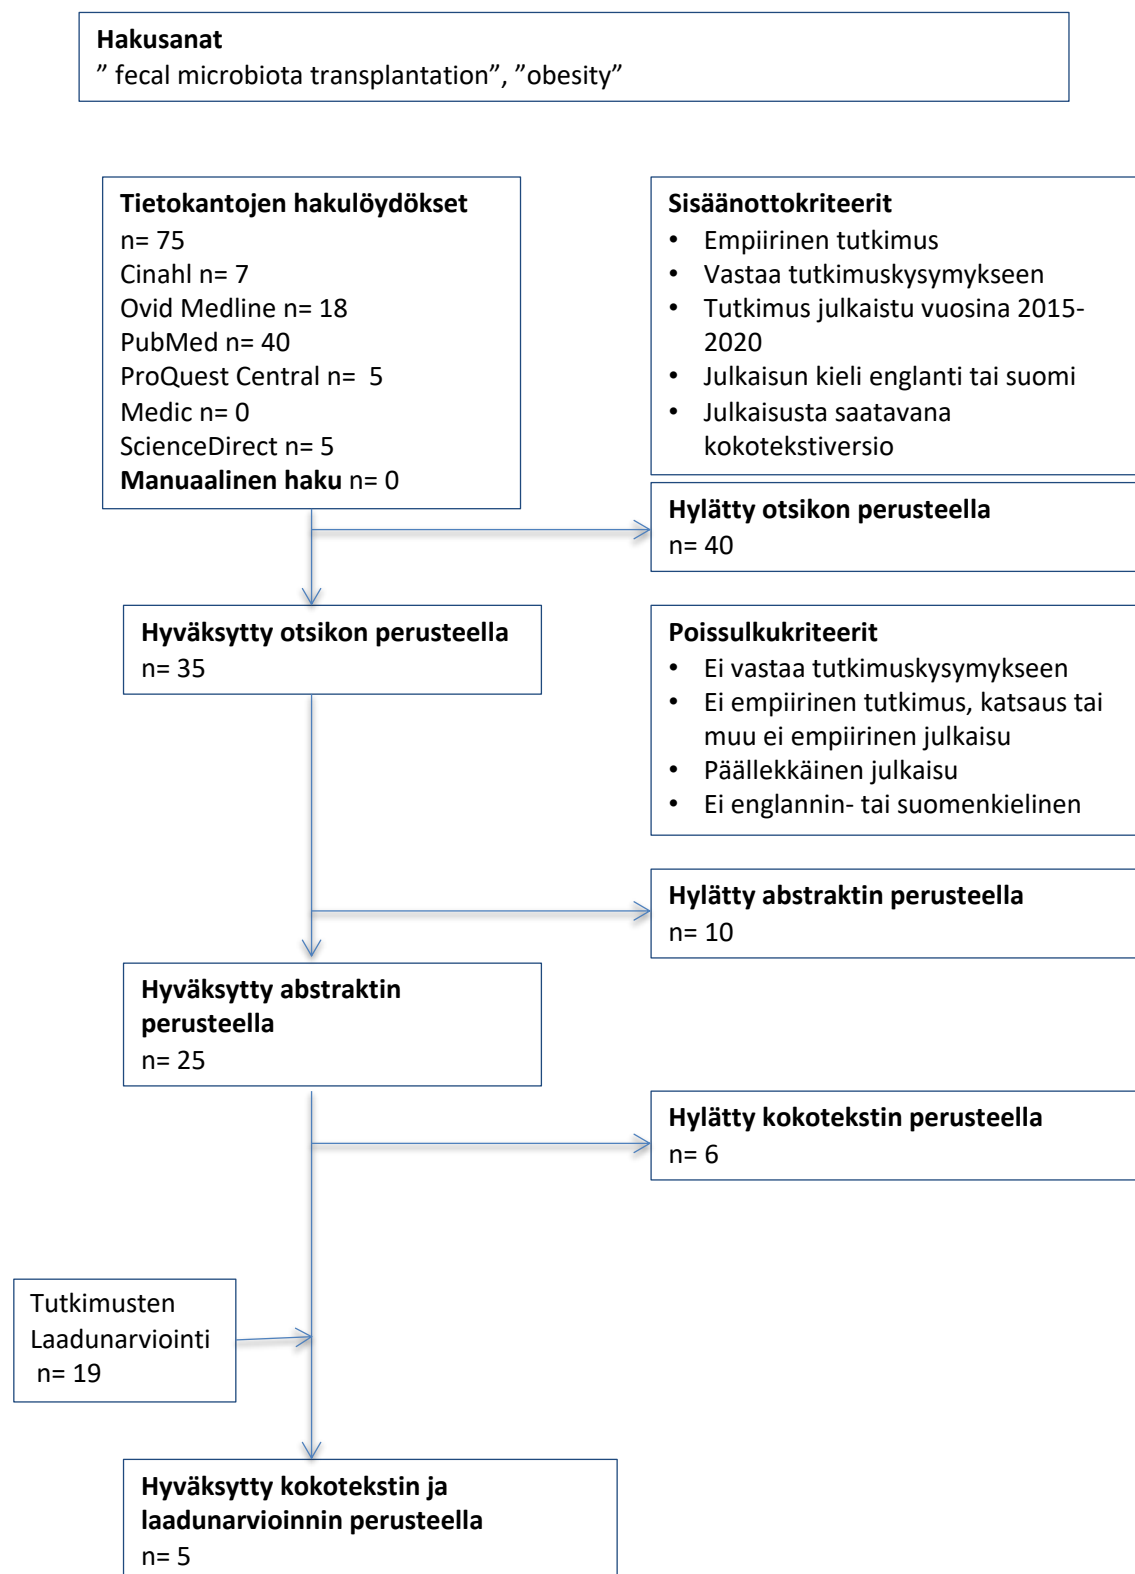 Hakusanat
” fecal microbiota transplantation”, ”obesity”
Tietokantojen hakulöydökset
n= 75
Cinahl n= 7
Ovid Medline n= 18
PubMed n= 40
ProQuest Central n=  5
Medic n= 0
ScienceDirect n= 5
Manuaalinen haku n= 0
Sisäänottokriteerit
• Empiirinen tutkimus
• Vastaa tutkimuskysymykseen
• Tutkimus julkaistu vuosina 2015-
2020
• Julkaisun kieli englanti tai suomi
• Julkaisusta saatavana
kokotekstiversio
Hylätty otsikon perusteella
n= 40
Hyväksytty otsikon perusteella
n= 35
Poissulkukriteerit
• Ei vastaa tutkimuskysymykseen
• Ei empiirinen tutkimus, katsaus tai
muu ei empiirinen julkaisu
• Päällekkäinen julkaisu
• Ei englannin- tai suomenkielinen
Hylätty abstraktin perusteella
n= 10
Hyväksytty abstraktin
perusteella
n= 25
Hylätty kokotekstin perusteella
n= 6
Tutkimusten
Laadunarviointi
n= 19
Hyväksytty kokotekstin ja
laadunarvioinnin perusteella
n= 5